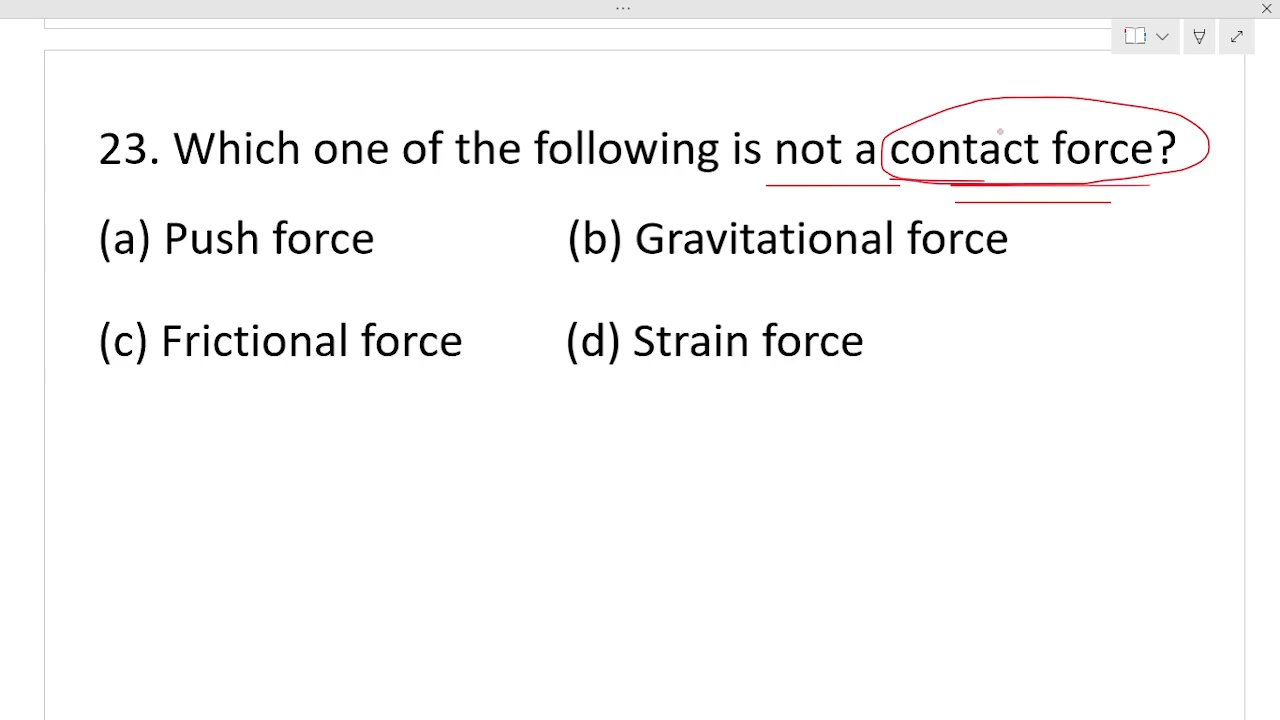 23. Which one of the following is not a contact force?
(a) Push force (b) Gravitational force
(c) Frictional force (d) Strain force